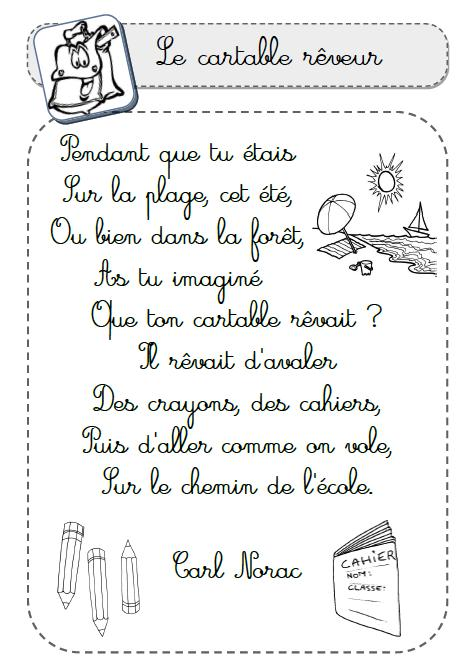 Le cartable rêveur
Pendant que tu étais
Sur la plage, cet été,
Ou bien dans la forêt,
As tu imaginé
Que ton cartable rêvait ?
Il rêvait d'avaler
Des crayons, des cahiers,
Puis d'aller comme on vole,
Sur le chemin de l'école.
Carl Norac
CAHIER
NOM:
CLASSE: